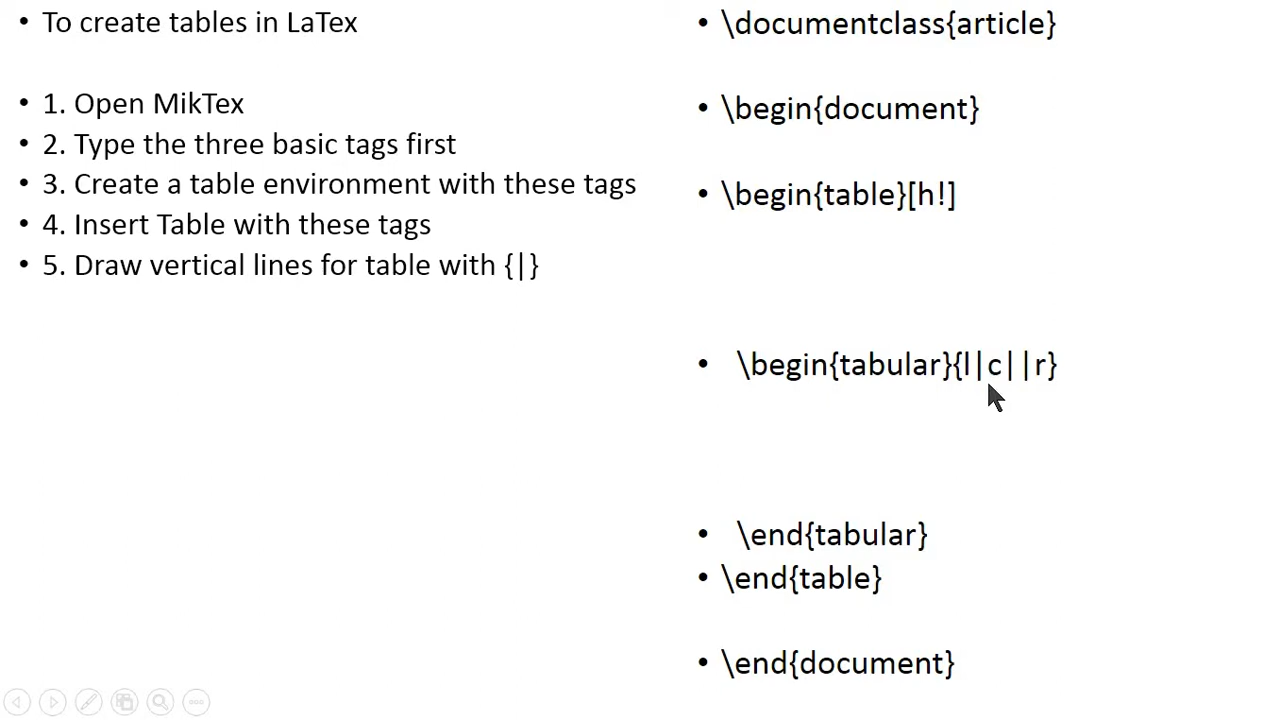 • To create tables in LaTex
• 1. Open MikTex
• 2. Type the three basic tags first
• 3. Create a table environment with these tags
• 4. Insert Table with these tags
• 5. Draw vertical lines for table with {|}
• \documentclass{article}
• \begin{document}
• \begin{table}[h!]
• \begin{tabular}{l|c||r}
• \end{tabular}
• \end{table}
• \end{document}